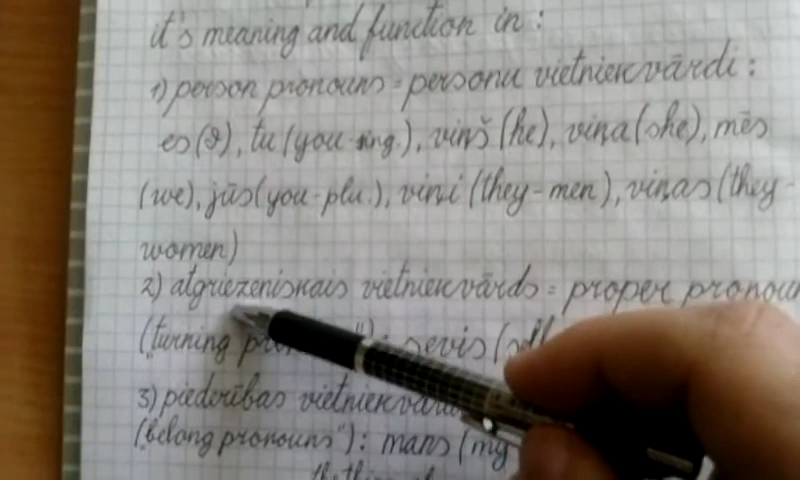 it's meaning and function in :
1) person pronouns = personu vietniekvārdi :
es (I), tu (you-sing.), viņš (he), viņa (she), mēs
(we), jūs (you-plu.), viņi (they-men), viņas (they-
women)
2) atgriezeniskais vietniekvārds = proper pronoun
("turning : sevis (
3) piederības
("belong pronouns") : mans (my